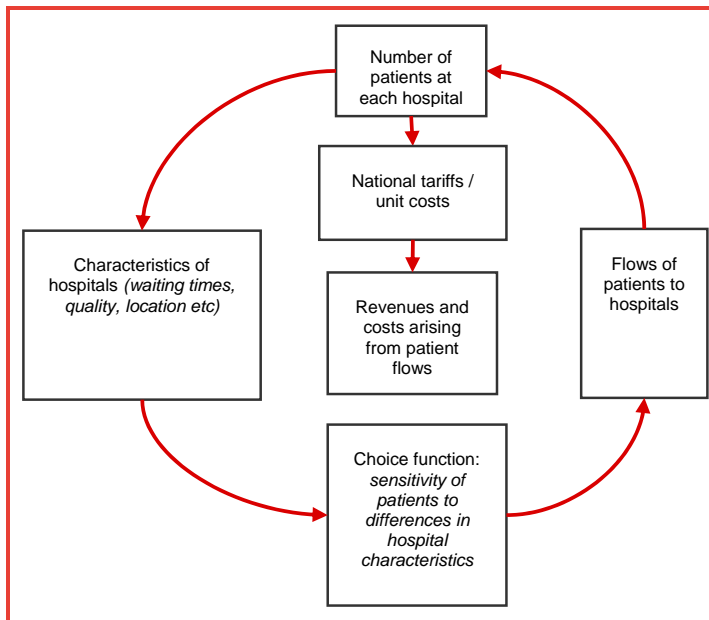 Number of
patients at
each hospital
National tariffs /
unit costs
Characteristics of
hospitals (waiting times,
quality, location etc)
Revenues and
costs arising
from patient
flows
Flows of
patients to
hospitals
Choice function:
sensitivity of
patients to
differences in
hospital
characteristics